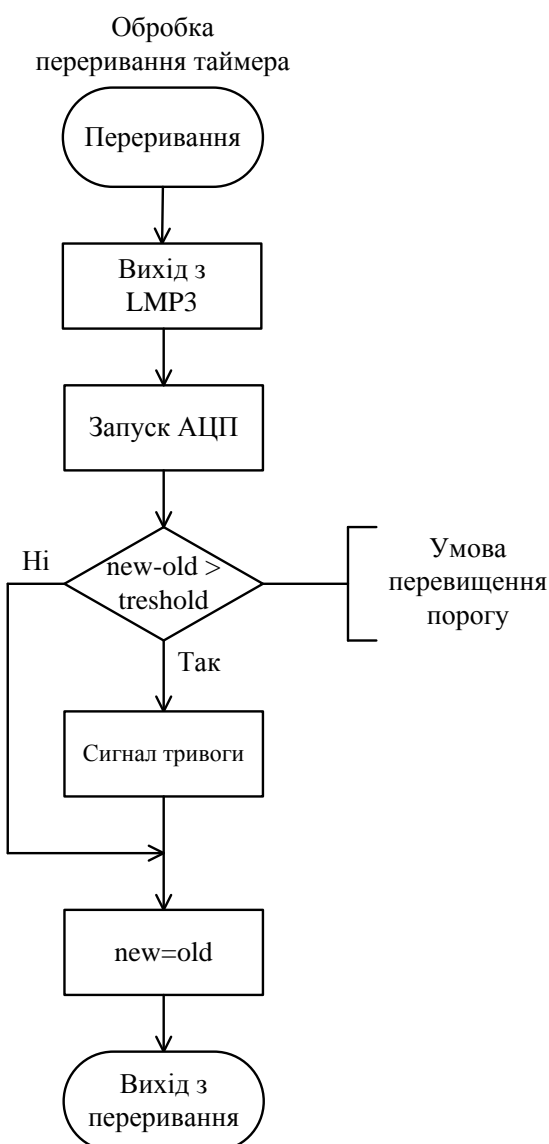 Обробка
переривання таймера
Переривання
Вихід з
LMP3
Запуск АЦП
Ні
new-old >
treshold
Умова
перевищення
порогу
Так
Сигнал тривоги
new=old
Вихід з
переривання